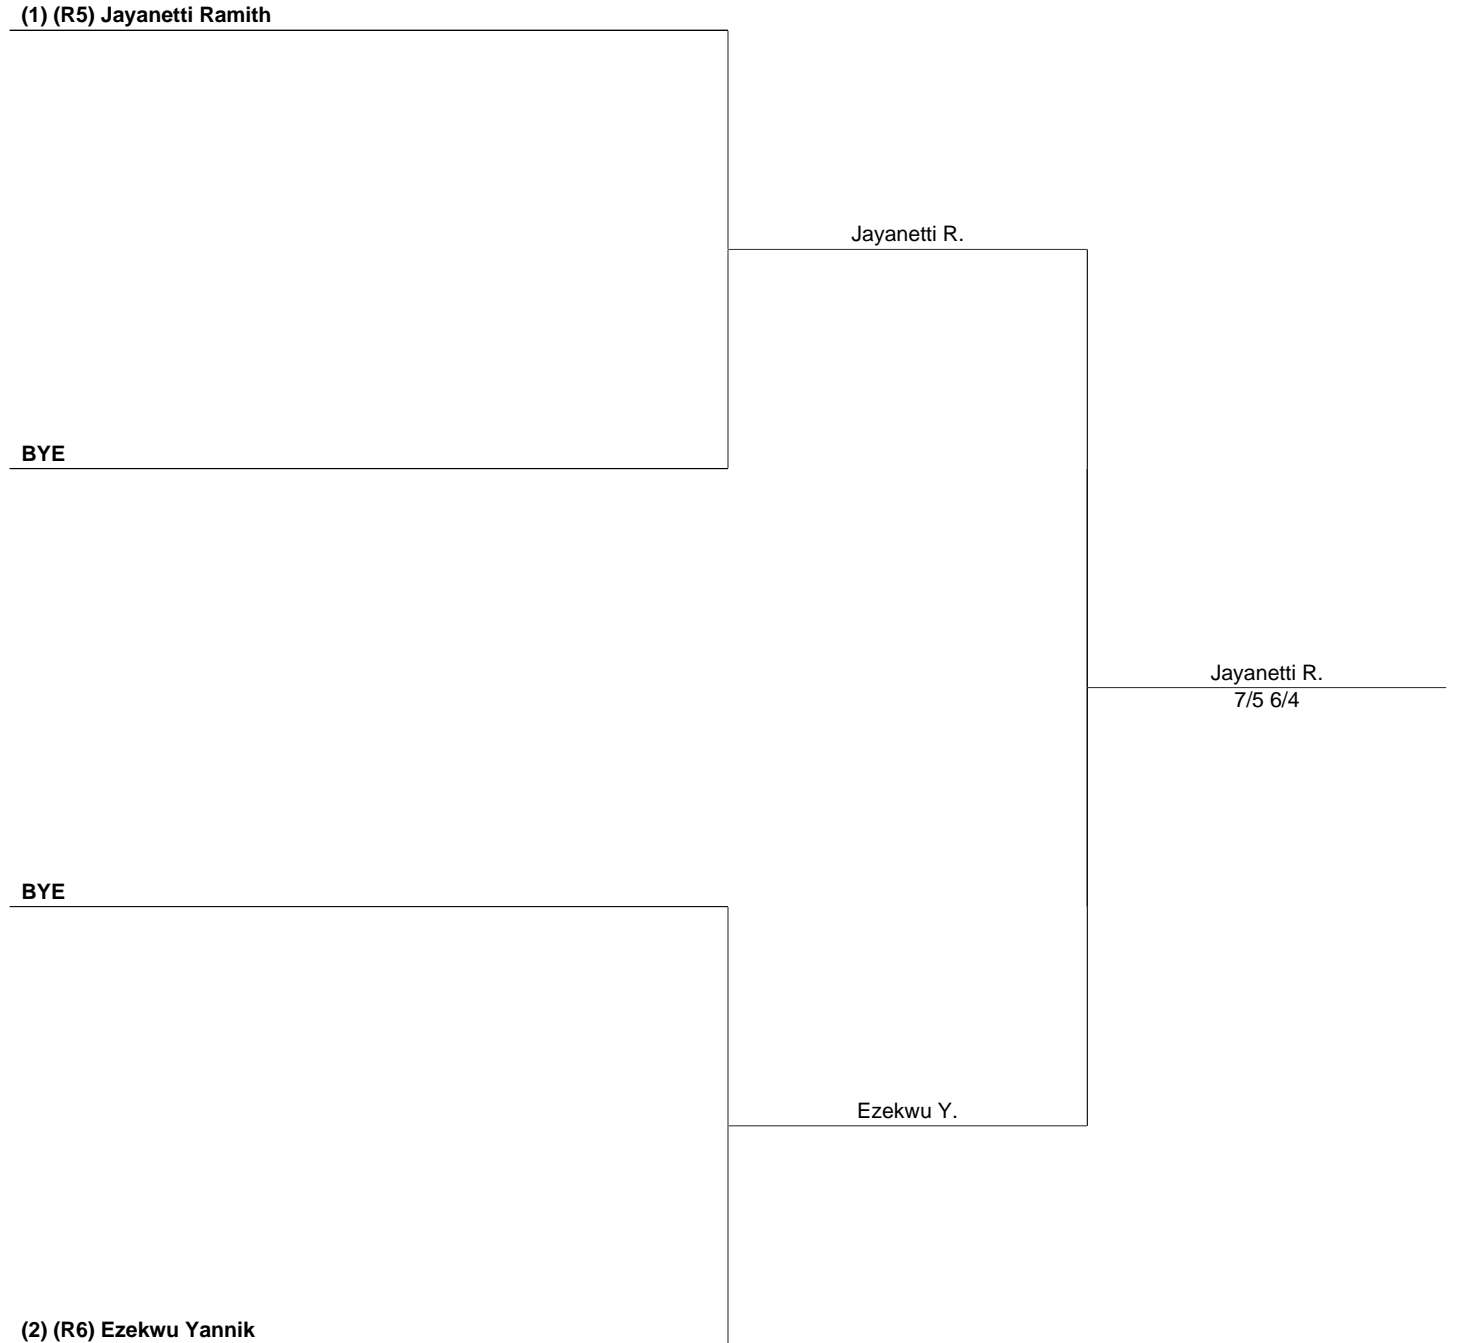 (1) (R5) Jayanetti Ramith
Jayanetti R.
BYE
Jayanetti R.
7/5 6/4
BYE
Ezekwu Y.
(2) (R6) Ezekwu Yannik